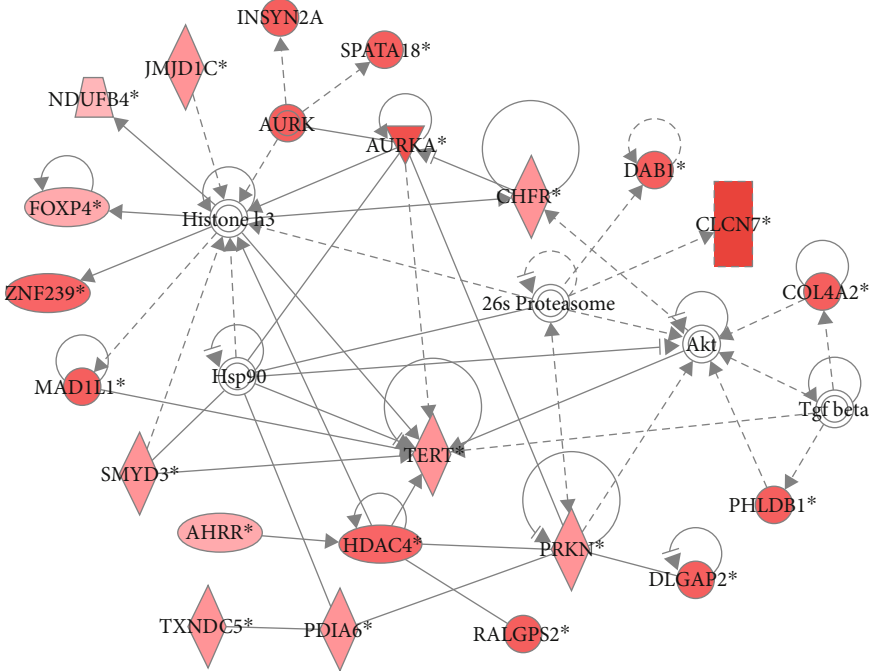 INSYN2A
SPATA18*
JMJD1C*
NDUFB4*
AURK
AURKA*
DAB1*
CHFR*
FOXP4*
Histone h3
CLCN7*
ZNF239*
26s Proteasome
COL4A2*
Akt
Hsp90
MAD1L1*
Tgf beta
TERT*
SMYD3*
PHLDB1*
AHRR*
HDAC4*
PRKN*
DLGAP2*
TXNDC5*
PDIA6*
RALGPS2*